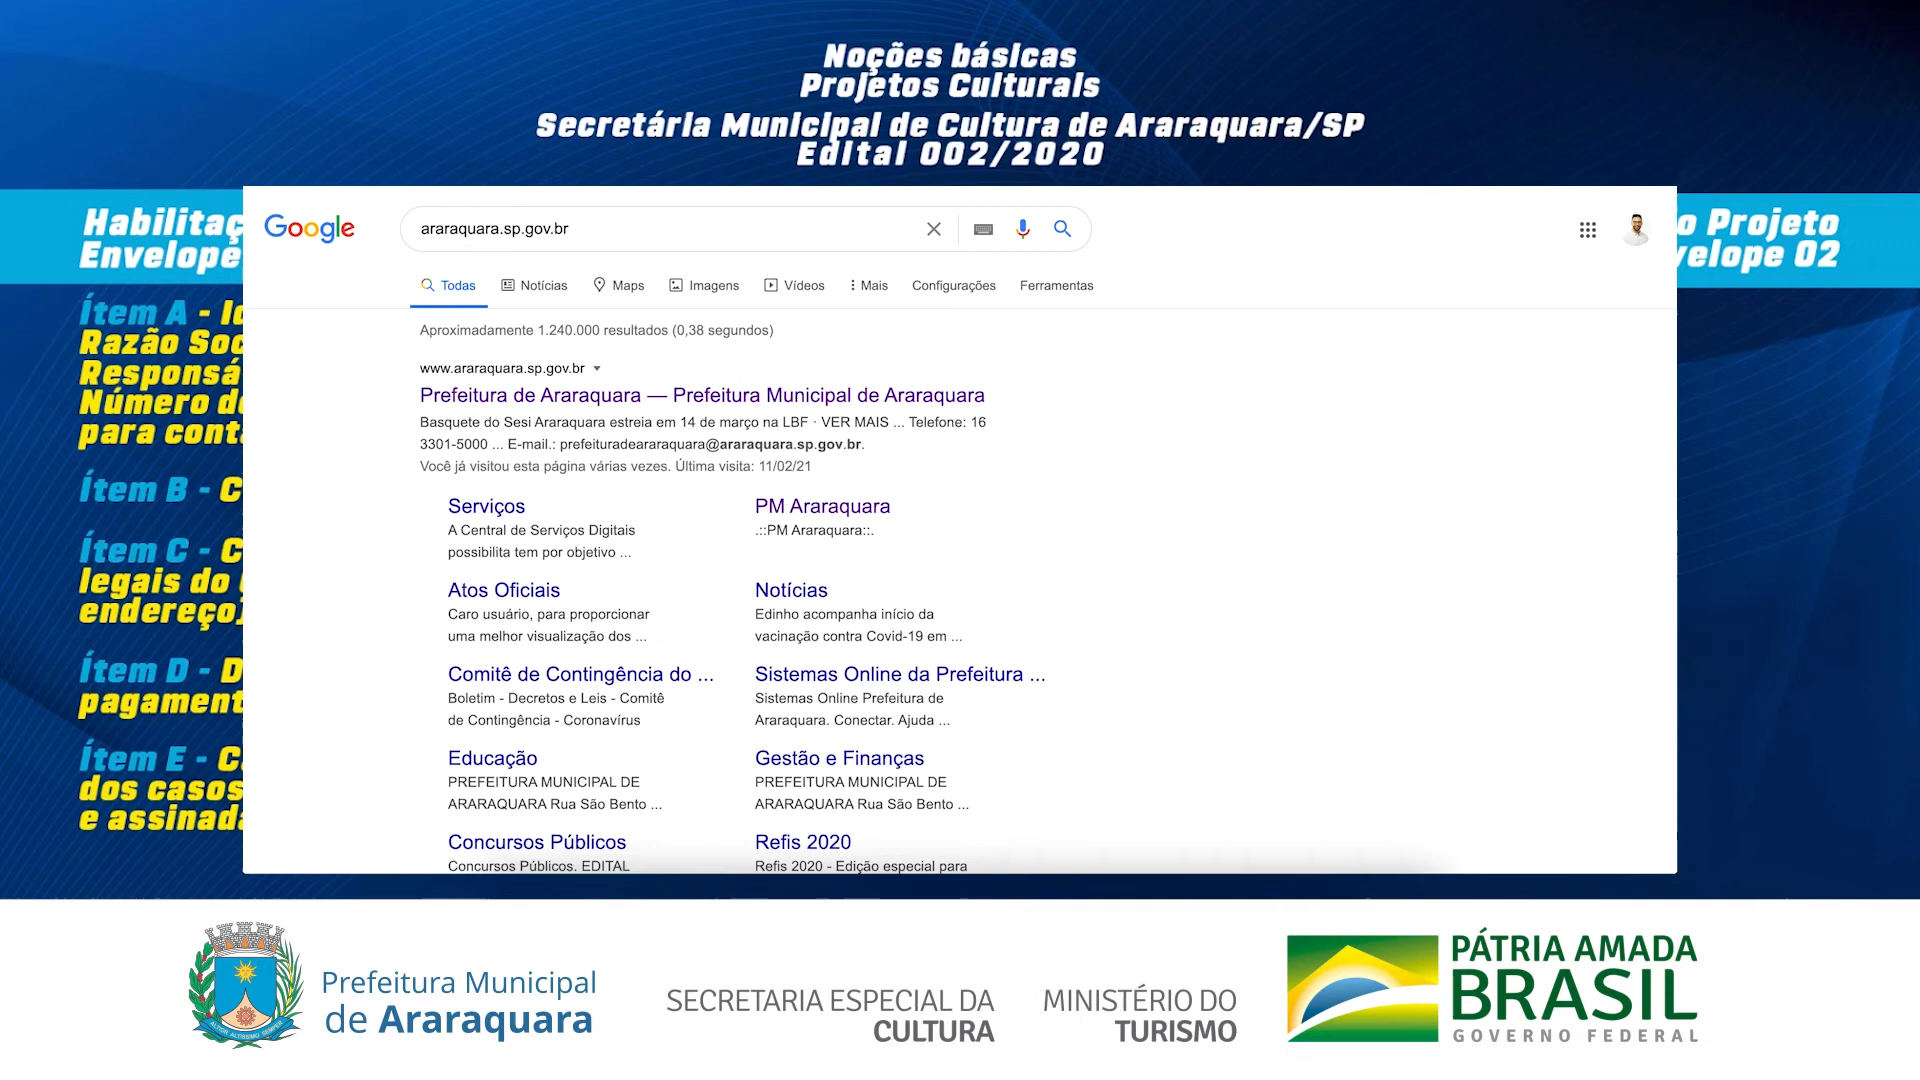 Noções básicas
Projetos Culturais
Secretária Municipal de Cultura de Araraquara/SP
Edital 002/2020
Habilitaç
Envelope
o Projeto
velope 02
Ítem A - Id
Razão Soc
Responsá
Número de
para conta
Ítem B - C
Ítem C - C
legais do
endereço)
Ítem D - D
pagament
Ítem E - Ca
dos casos
e assinada
Google
araraquara.sp.gov.br
Todas
Notícias
Maps
Imagens
Vídeos
Mais
Configurações
Ferramentas
Aproximadamente 1.240.000 resultados (0,38 segundos)
www.araraquara.sp.gov.br
Prefeitura de Araraquara — Prefeitura Municipal de Araraquara
Basquete do Sesi Araraquara estreia em 14 de março na LBF · VER MAIS ... Telefone: 16
3301-5000 ... E-mail.: prefeituradeararaquara@araraquara.sp.gov.br.
Você já visitou esta página várias vezes. Última visita: 11/02/21
Serviços
A Central de Serviços Digitais
possibilita tem por objetivo ...
PM Araraquara
.::PM Araraquara::.
Atos Oficiais
Caro usuário, para proporcionar
uma melhor visualização dos ...
Notícias
Edinho acompanha início da
vacinação contra Covid-19 em ...
Comitê de Contingência do ...
Boletim - Decretos e Leis - Comitê
de Contingência - Coronavírus
Sistemas Online da Prefeitura ...
Sistemas Online Prefeitura de
Araraquara. Conectar. Ajuda ...
Educação
PREFEITURA MUNICIPAL DE
ARARAQUARA Rua São Bento ...
Gestão e Finanças
PREFEITURA MUNICIPAL DE
ARARAQUARA Rua São Bento ...
Concursos Públicos
Concursos Públicos. EDITAL
Refis 2020
Refis 2020 - Edição especial para
Prefeitura Municipal
de Araraquara
SECRETARIA ESPECIAL DA
CULTURA
MINISTÉRIO DO
TURISMO
PÁTRIA AMADA
BRASIL
GOVERNO FEDERAL